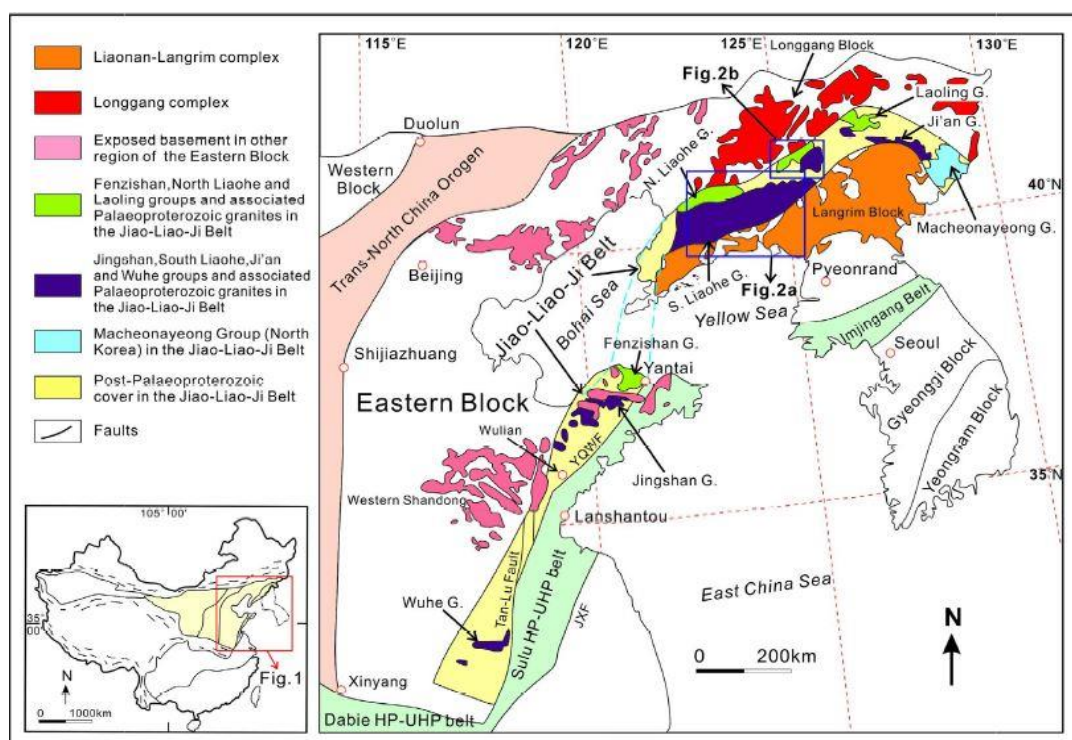 Liaonan-Langrim complex
Longgang complex
Exposed basement in other
region of the Eastern Block
Fenzishan,North Liaohe and
Laoling groups and associated
Palaeoproterozoic granites in
the Jiao-Liao-Ji Belt
Jingshan,South Liaohe,Ji'an
and Wuhe groups and associated
Palaeoproterozoic granites in
the Jiao-Liao-Ji Belt
Macheonayeong Group (North
Korea) in the Jiao-Liao-Ji Belt
Post-Palaeoproterozoic
cover in the Jiao-Liao-Ji Belt
Faults
105°00'
35°
00'
N
0 1000km
Fig.1
115°E
120°E
125°E
130°E
Longgang Block
Fig.2b
Laoling G.
Ji'an G.
Duolun
Western
Block
N. Liaohe G.
40°N
Trans-North China Orogen
Langrim Block
Macheonayeong G.
Beijing
Jiao-Liao-Ji Belt
S. Liaohe G.
Fig.2a
Pyeonrand
Bohai Sea
Yellow Sea
Imjingang Belt
Shijiazhuang
Fenzishan G.
Yantai
Seoul
Gyeonggi Block
Yeongnam Block
Eastern Block
Wulian
YQWF
Jingshan G.
35°N
Western Shandong
Lanshantou
Tan-Lu Fault
East China Sea
Wuhe G.
Sulu HP-UHP belt
JXF
N
0 200km
Xinyang
Dabie HP-UHP belt